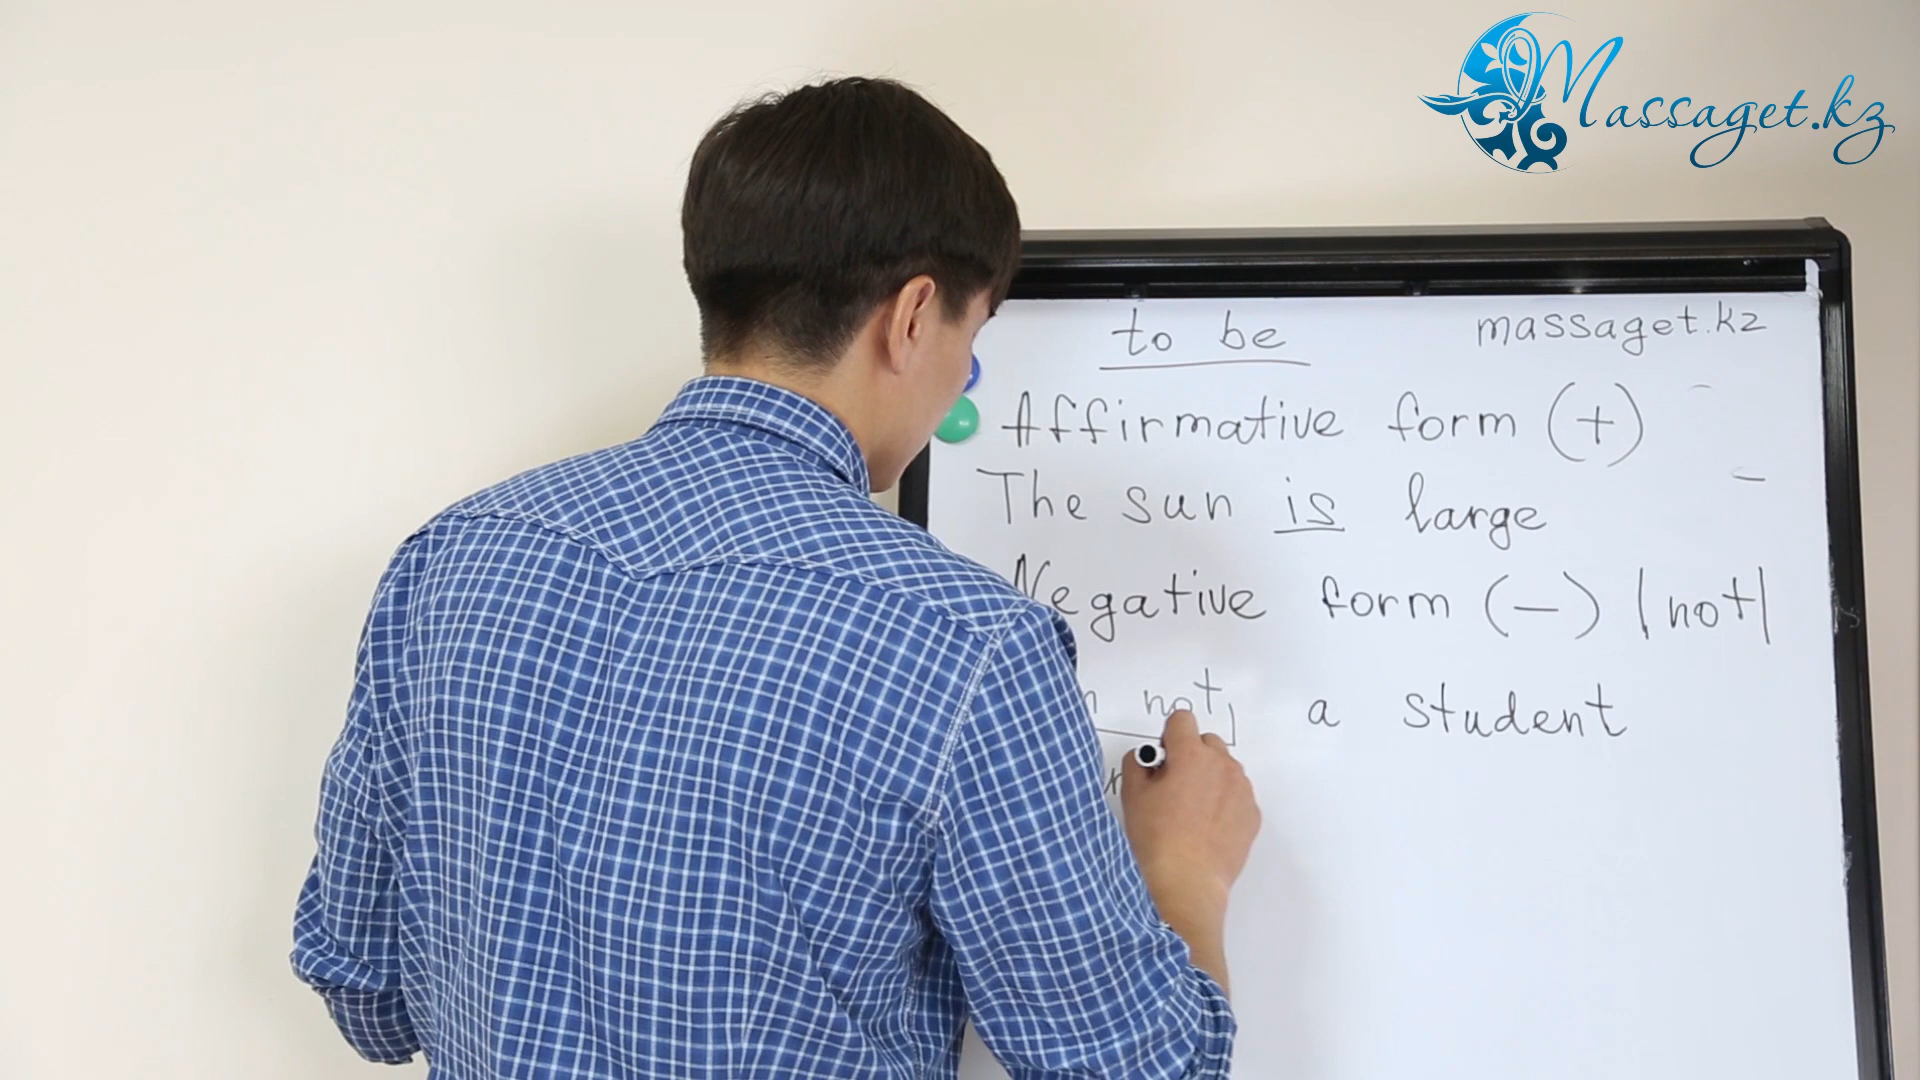 Massaget.kz
to be massaget.kz
Affirmative form (+)
The sun is large
Negative form (-) |not|
not a student